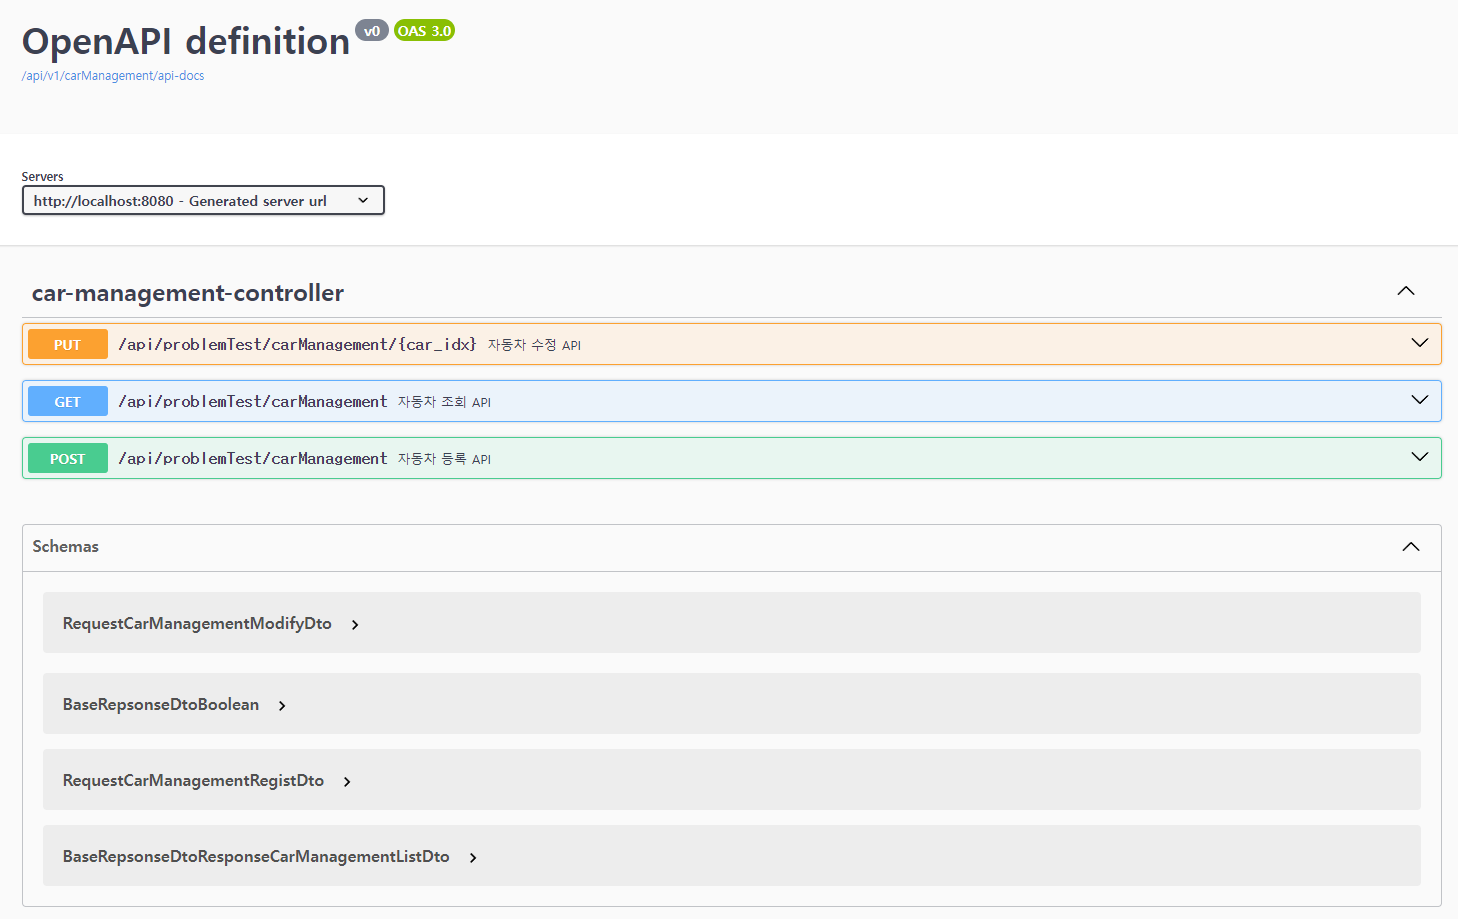 OpenAPI definition v0 OAS 3.0
/api/v1/carManagement/api-docs
Servers
http://localhost:8080 - Generated server url
car-management-controller
PUT /api/problemTest/carManagement/{car_idx} 자동차 수정 API
GET /api/problemTest/carManagement 자동차 조회 API
POST /api/problemTest/carManagement 자동차 등록 API
Schemas
RequestCarManagementModifyDto
BaseRepsonseDtoBoolean
RequestCarManagementRegistDto
BaseRepsonseDtoResponseCarManagementListDto